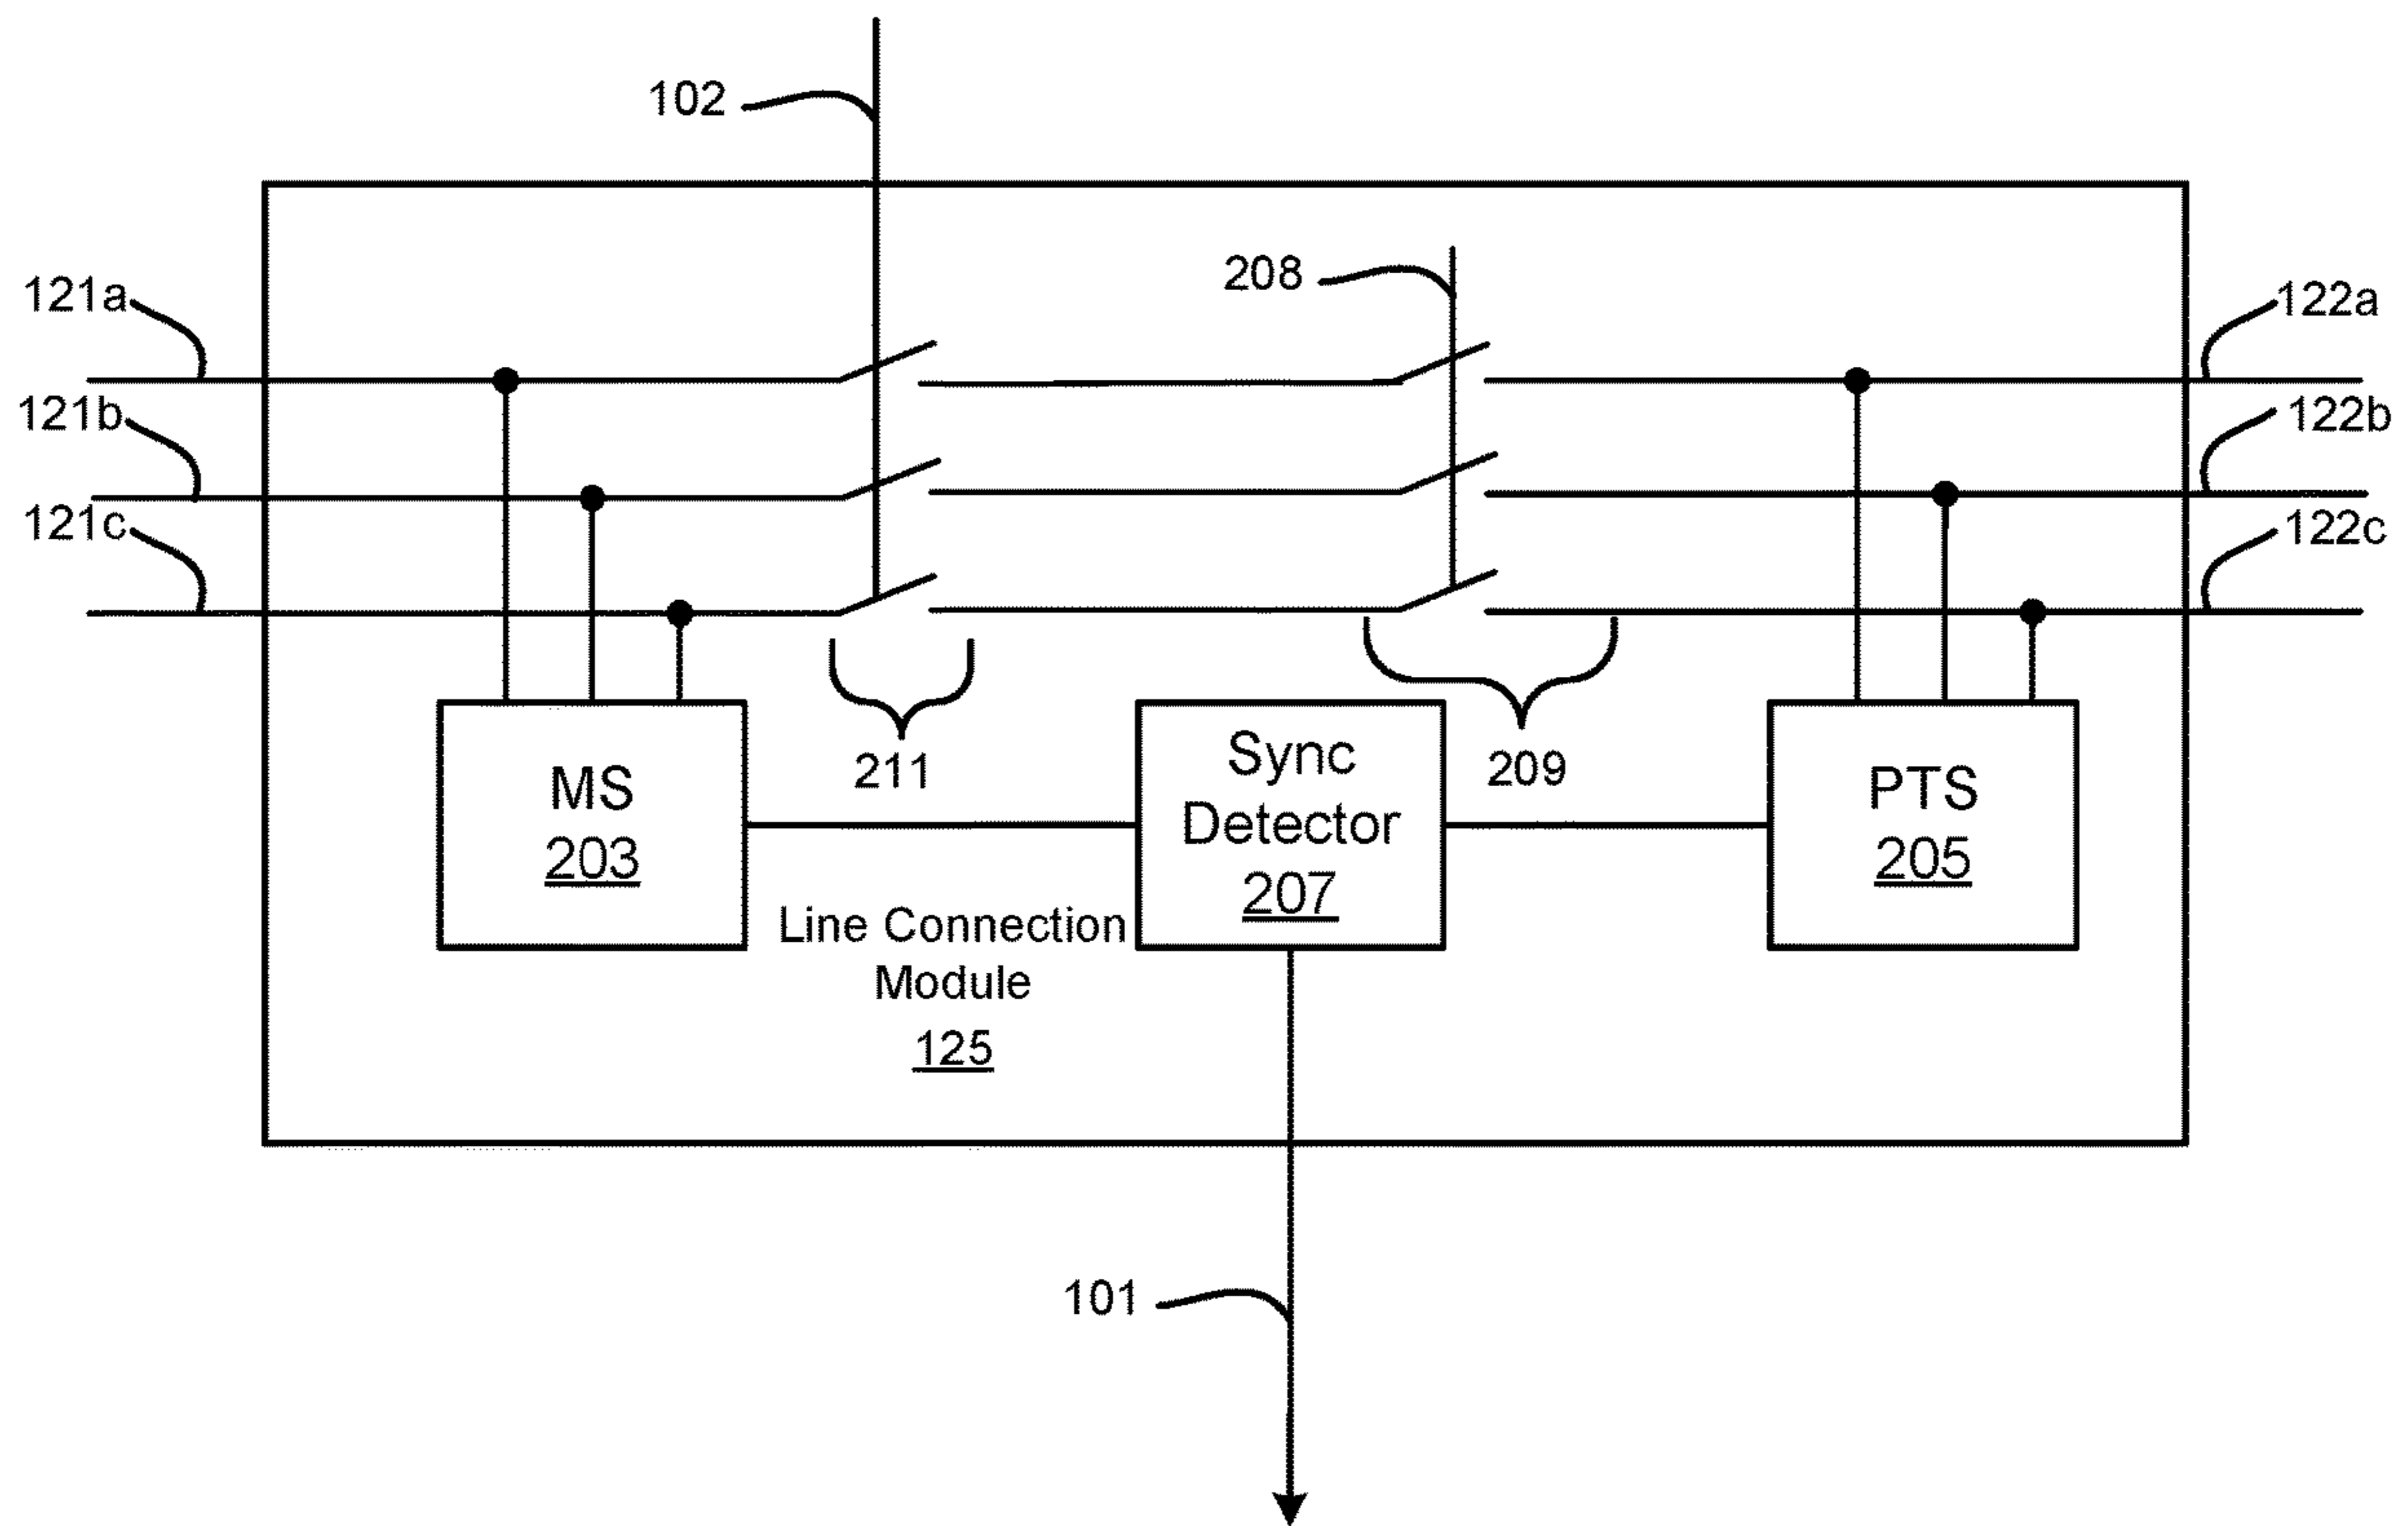 102
208
121a
122a
121b
122b
121c
122c
211
209
MS
203
Sync
Detector
207
PTS
205
Line Connection
Module
125
101